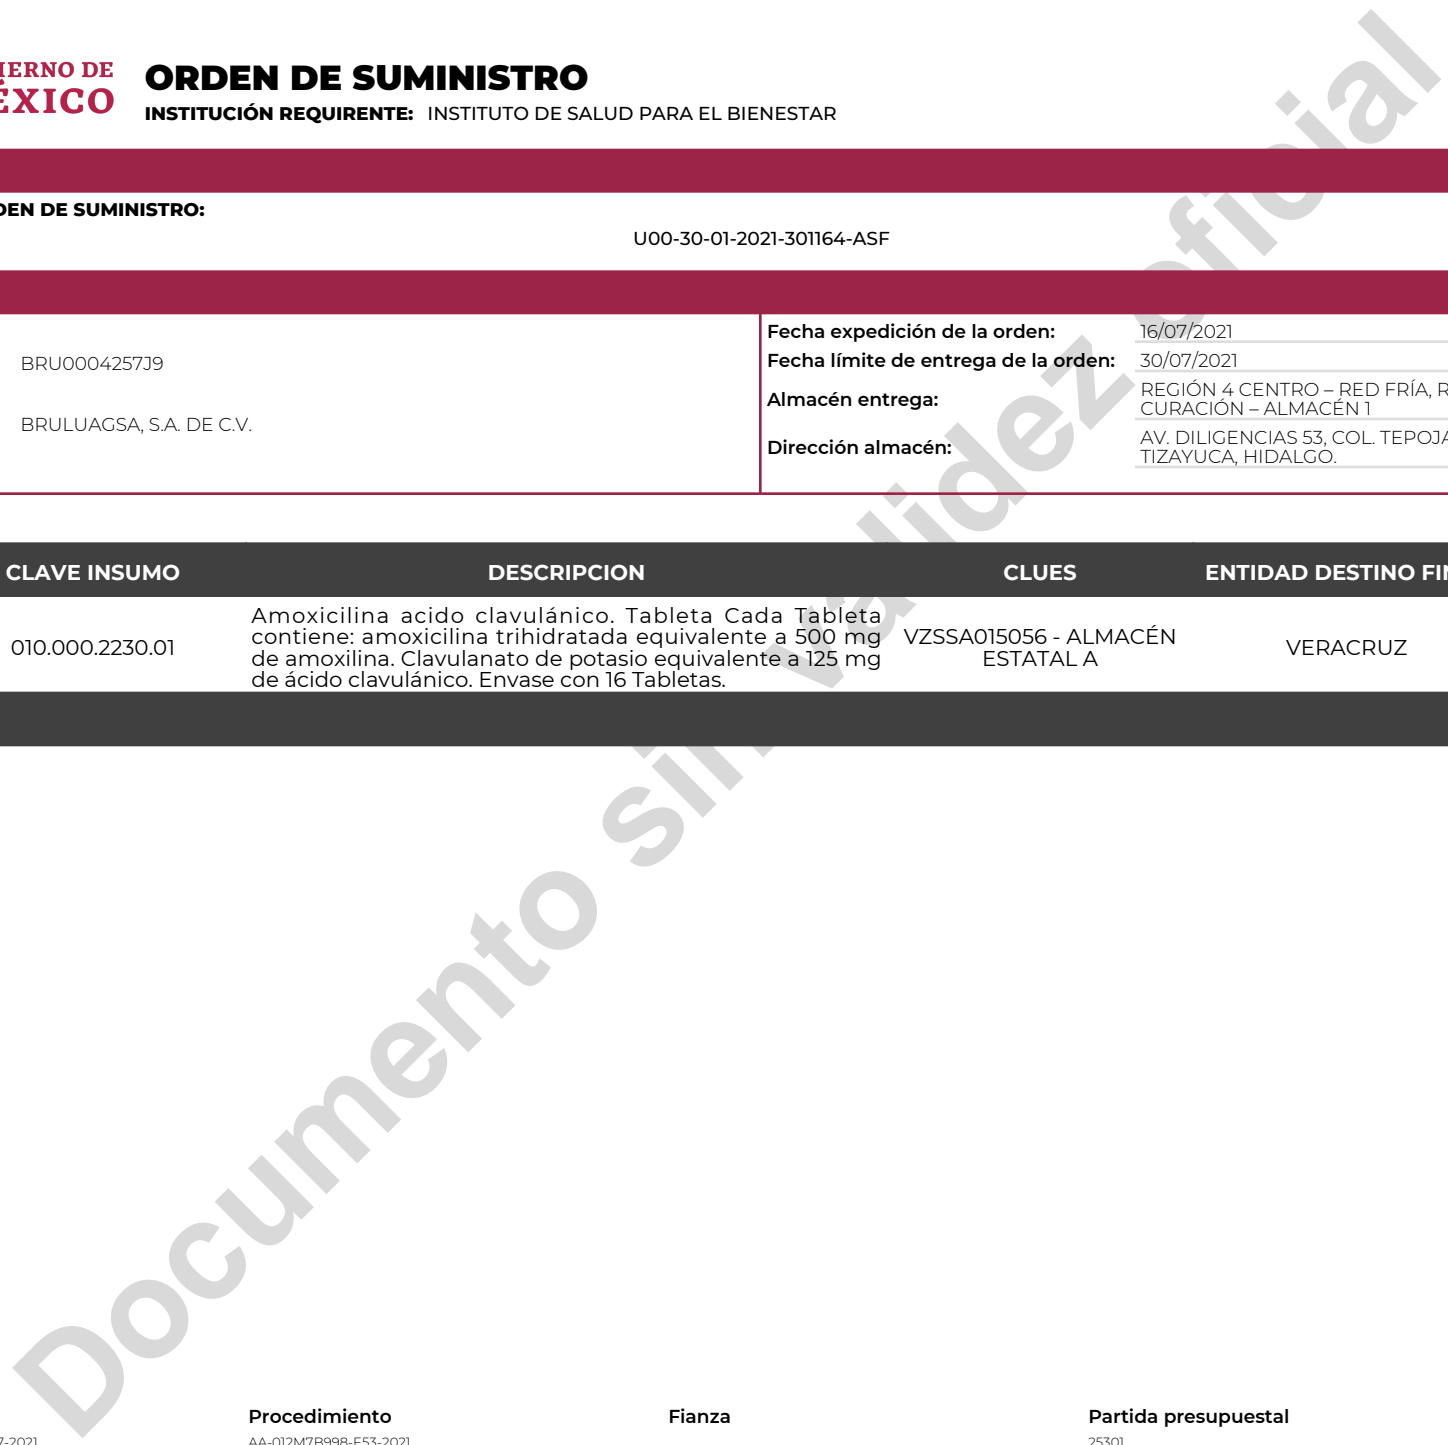 ORDEN DE SUMINISTRO
INSTITUCIÓN REQUIRENTE: INSTITUTO DE SALUD PARA EL BIENESTAR
DE
MÉXICO
DE SUMINISTRO:
U00-30-01-2021-301164-ASF
BRU0004257J9
BRULUAGSA, S.A. DE C.V.
Fecha expedición de la orden: 16/07/2021
Fecha límite de entrega de la orden: 30/07/2021
Almacén entrega: REGIÓN 4 CENTRO – RED FRÍA,
CURACIÓN – ALMACÉN 1
Dirección almacén: AV. DILIGENCIAS 53, COL.
TIZAYUCA, HIDALGO.
CLAVE INSUMO DESCRIPCION CLUES ENTIDAD DESTINO
010.000.2230.01
Amoxicilina acido clavulánico. Tableta Cada Tableta
contiene: amoxicilina trihidratada equivalente a 500 mg
de amoxilina. Clavulanato de potasio equivalente a 125 mg
de ácido clavulánico. Envase con 16 Tabletas.
VZSSA015056 - ALMACÉN
ESTATAL A
VERACRUZ
Documento sin validez oficial
Procedimiento Fianza Partida presupuestal
AA-012M7B998-E53-2021 25301